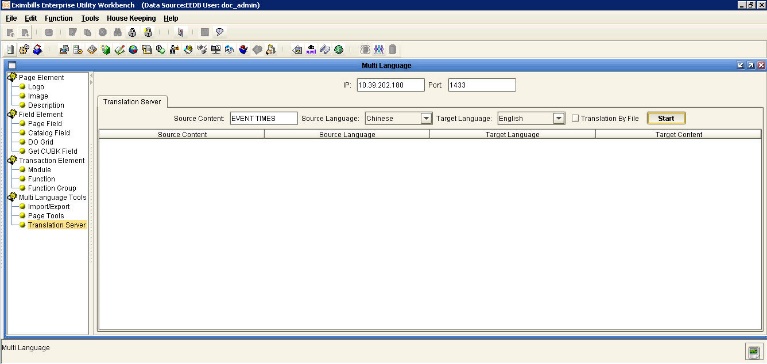 Eximbills Enterprise Utility Workbench (Data Source:EEDB User: doc_admin)
File Edit Function Tools House Keeping Help
Multi Language
Page Element
Logo
Image
Description
Field Element
Page Field
Catalog Field
DO Grid
Get CUBK Field
Transaction Element
Module
Function
Function Group
Multi Language Tools
Import/Export
Page Tools
Translation Server
IP: 10.39.202.100 Port 1433
Translation Server
Source Content: EVENT TIMES Source Language: Chinese Target Language: English Translation By File Start
Source Content Source Language Target Language Target Content
Multi Language